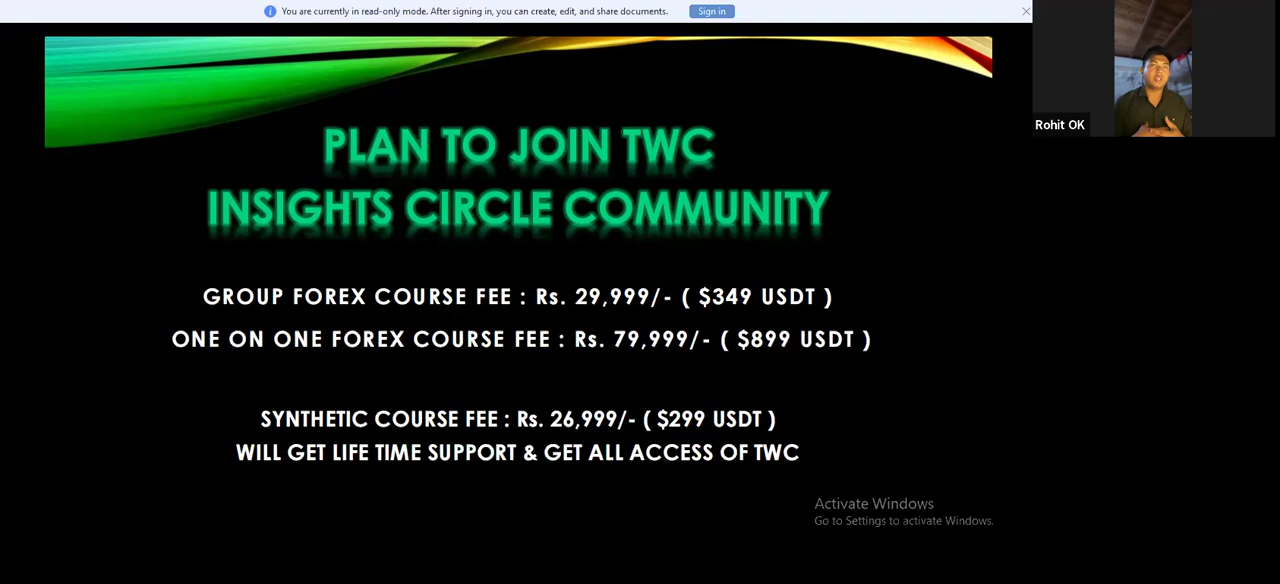 You are currently in read-only mode. After signing in, you can create, edit, and share documents. Sign in
Rohit OK
PLAN TO JOIN TWC
INSIGHTS CIRCLE COMMUNITY
GROUP FOREX COURSE FEE : Rs. 29,999/- ( $349 USDT )
ONE ON ONE FOREX COURSE FEE : Rs. 79,999/- ( $899 USDT )
SYNTHETIC COURSE FEE : Rs. 26,999/- ( $299 USDT )
WILL GET LIFE TIME SUPPORT & GET ALL ACCESS OF TWC
Activate Windows
Go to Settings to activate Windows.